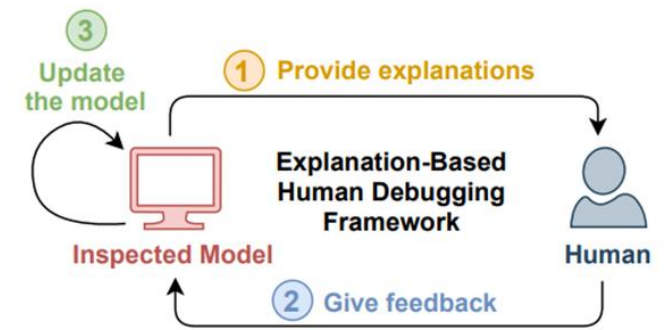 3
Update
the model
1 Provide explanations
Explanation-Based
Human Debugging
Framework
Inspected Model
Human
2 Give feedback